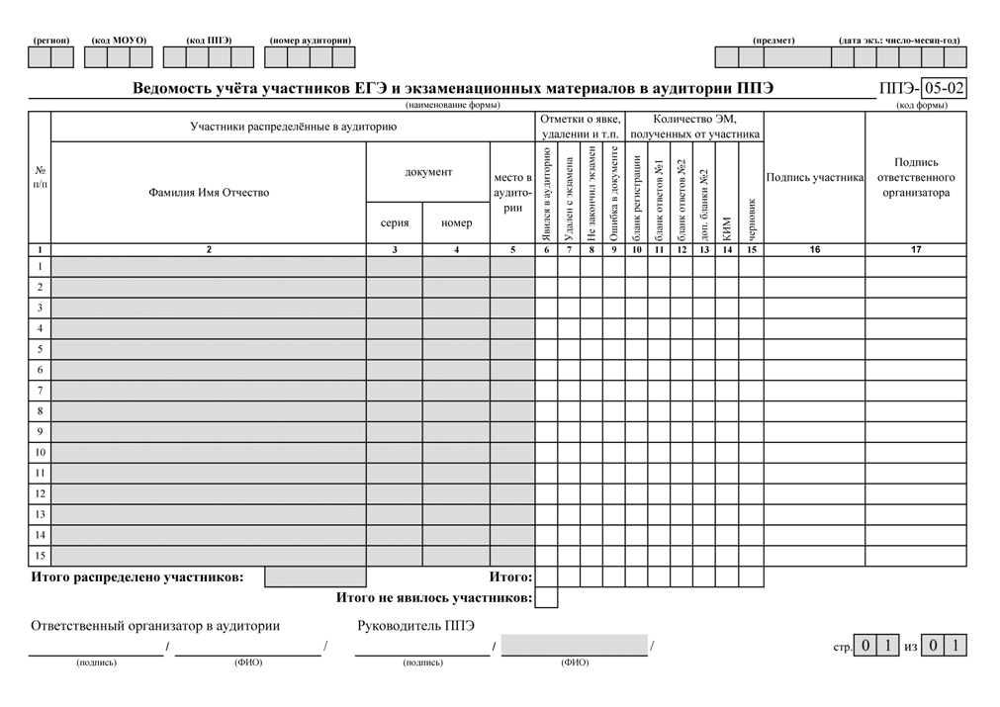 (регион) (код МОУО) (код ППЭ) (номер аудитории) (предмет) (дата экз.: число-месяц-год)
Ведомость учёта участников ЕГЭ и экзаменационных материалов в аудитории ППЭ ППЭ- 05-02
(наименование формы) (код формы)
№ п/п
Участники распределённые в аудиторию
Фамилия Имя Отчество
документ
серия
номер
место в аудито-
рии
Отметки о явке,
удалении и т.п.
Явился в аудиторию
Удален с экзамена
Не закончил экзамен
Ошибка в документе
Количество ЭМ,
полученных от участника
бланк регистрации
бланк ответов №1
бланк ответов №2
доп. бланки №2
КИМ
черновик
Подпись участника
Подпись
ответственного
организатора
1 2 3 4 5 6 7 8 9 10 11 12 13 14 15 16 17
1
2
3
4
5
6
7
8
9
10
11
12
13
14
15
Итого распределено участников: Итого:
Итого не явилось участников:
Ответственный организатор в аудитории Руководитель ППЭ
/ / / / стр. 0 1 из 0 1
(подпись) (ФИО) (подпись) (ФИО)